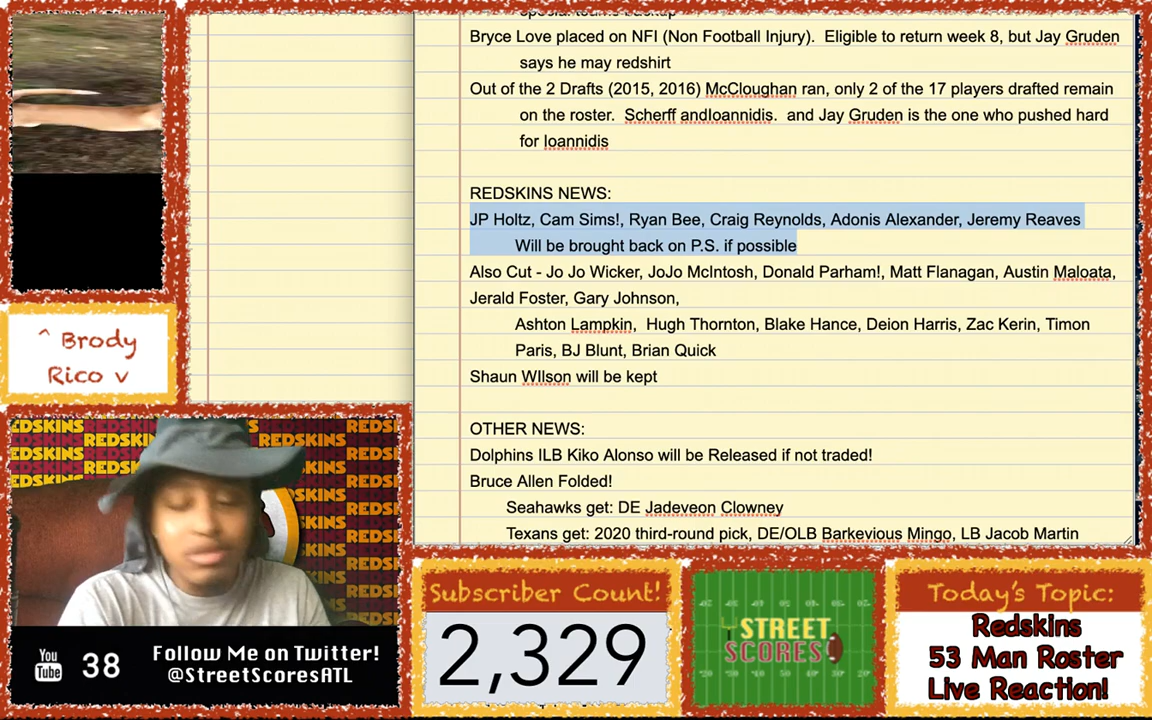 Bryce Love placed on NFI (Non Football Injury).  Eligible to return week 8, but Jay Gruden
says he may redshirt
Out of the 2 Drafts (2015, 2016) McCloughan ran, only 2 of the 17 players drafted remain
on the roster.  Scherff andIoannidis.  and Jay Gruden is the one who pushed hard
for Ioannidis
REDSKINS NEWS:
JP Holtz, Cam Sims!, Ryan Bee, Craig Reynolds, Adonis Alexander, Jeremy Reaves
Will be brought back on P.S. if possible
Also Cut - Jo Jo Wicker, JoJo McIntosh, Donald Parham!, Matt Flanagan, Austin Maloata,
Jerald Foster, Gary Johnson,
Ashton Lampkin,  Hugh Thornton, Blake Hance, Deion Harris, Zac Kerin, Timon
Paris, BJ Blunt, Brian Quick
Shaun WIlson will be kept
OTHER NEWS:
Dolphins ILB Kiko Alonso will be Released if not traded!
Bruce Allen Folded!
Seahawks get: DE Jadeveon Clowney
Texans get: 2020 third-round pick, DE/OLB Barkevious Mingo, LB Jacob Martin
^ Brody
Rico v
REDSKINS
REDSKINS
REDSKINS
You
Tube
38
Follow Me on Twitter!
@StreetScoresATL
Subscriber Count!
2,329
STREET
SCORES
Today's Topic:
Redskins
53 Man Roster
Live Reaction!